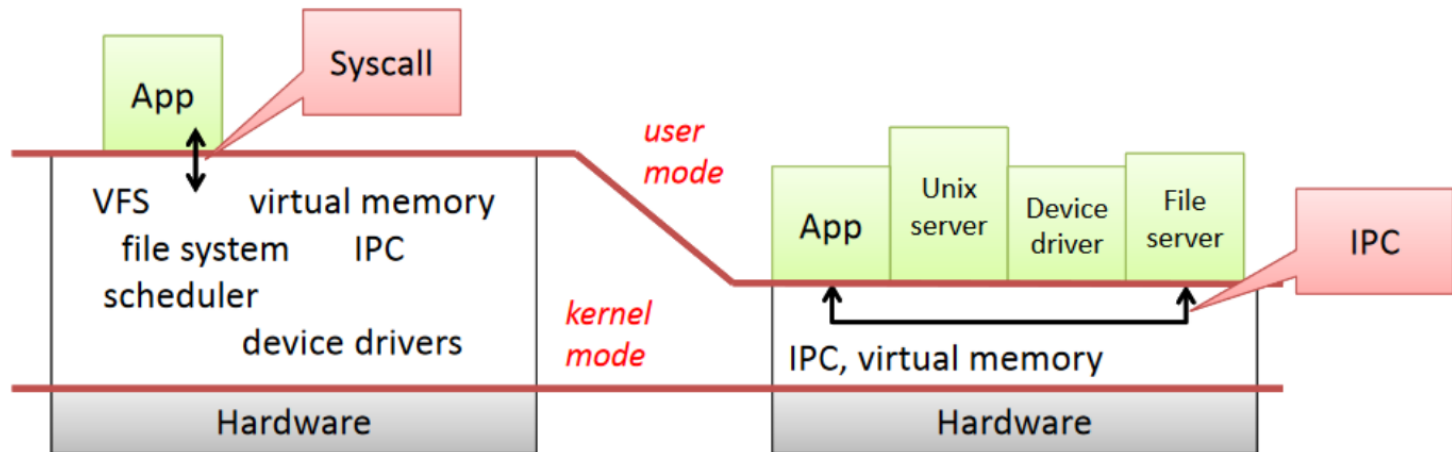 App
Syscall
VFS virtual memory
file system IPC
scheduler
device drivers
Hardware
user
mode
kernel
mode
App
Unix
server
Device
driver
File
server
IPC
IPC, virtual memory
Hardware